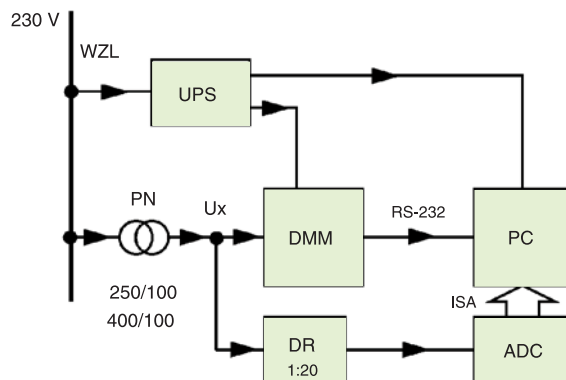 230 V
WZL
UPS
PN
Ux
DMM
RS-232
PC
250/100
400/100
ISA
DR
1:20
ADC